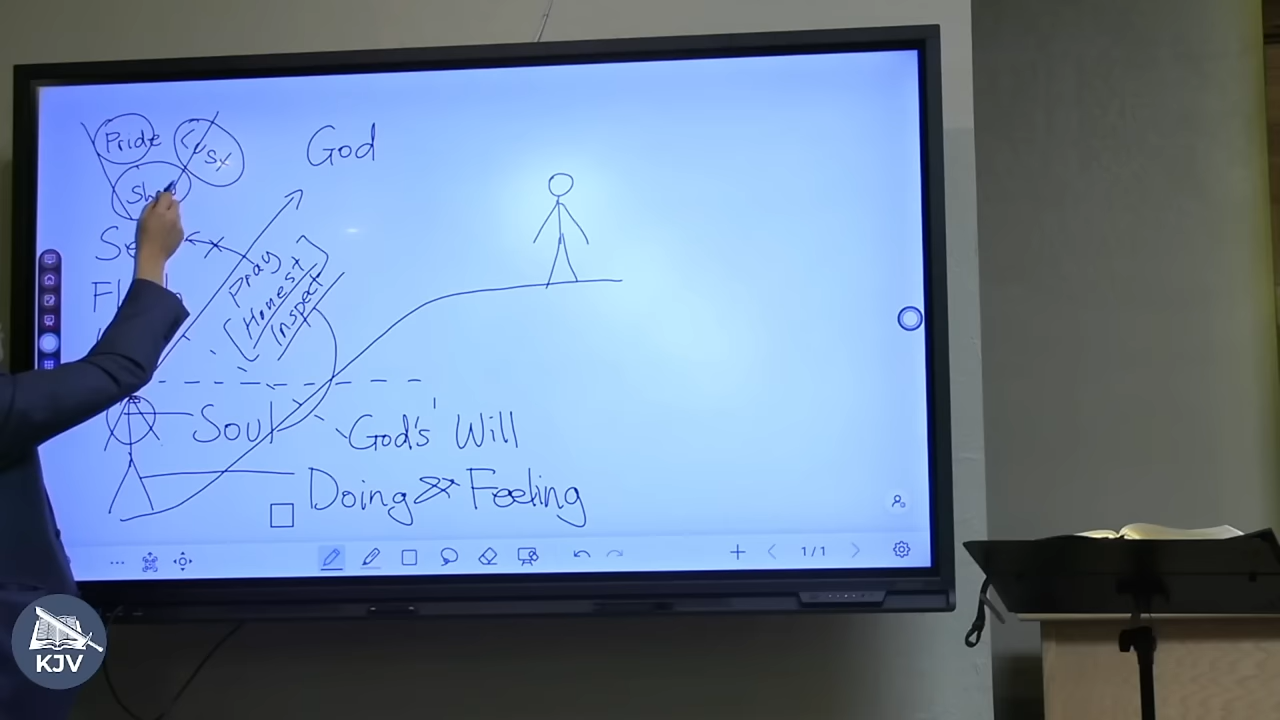 Pride Lust
God
Pray
Honest
Inspect
Soul
God's Will
Doing & Feeling
1/1
KJV